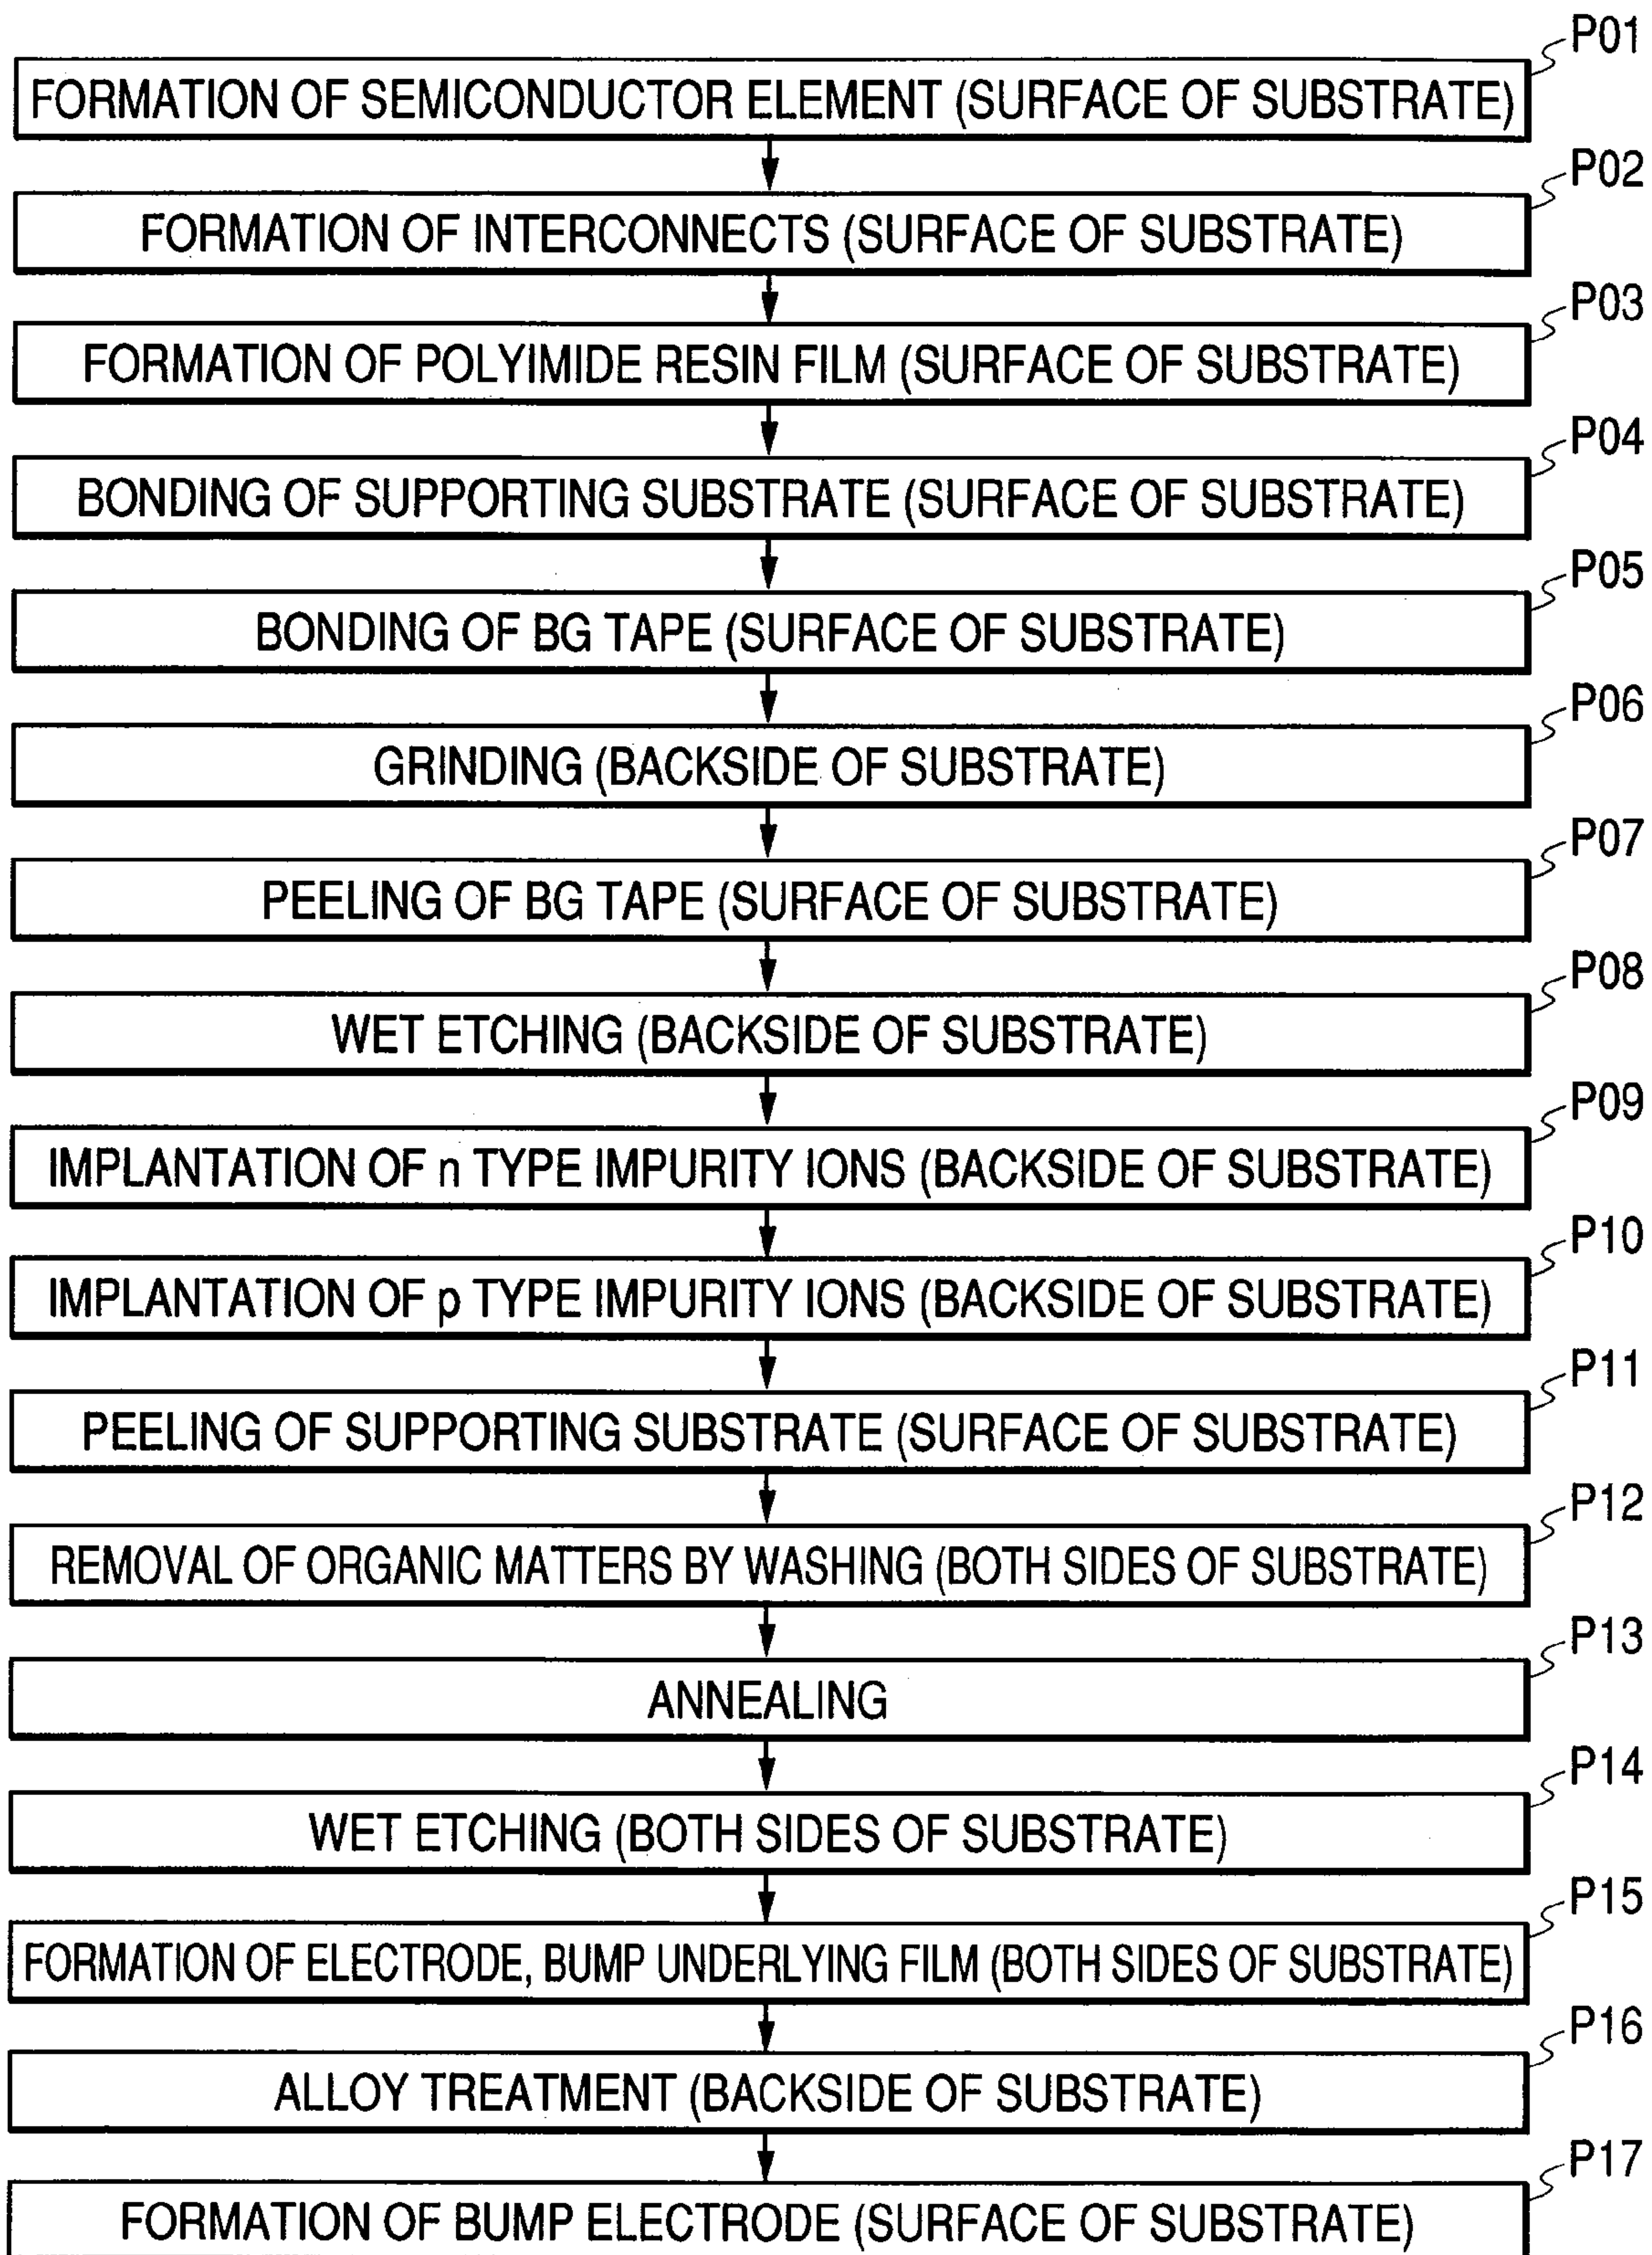 P01
FORMATION OF SEMICONDUCTOR ELEMENT (SURFACE OF SUBSTRATE)
P02
FORMATION OF INTERCONNECTS (SURFACE OF SUBSTRATE)
P03
FORMATION OF POLYIMIDE RESIN FILM (SURFACE OF SUBSTRATE)
P04
BONDING OF SUPPORTING SUBSTRATE (SURFACE OF SUBSTRATE)
P05
BONDING OF BG TAPE (SURFACE OF SUBSTRATE)
P06
GRINDING (BACKSIDE OF SUBSTRATE)
P07
PEELING OF BG TAPE (SURFACE OF SUBSTRATE)
P08
WET ETCHING (BACKSIDE OF SUBSTRATE)
P09
IMPLANTATION OF n TYPE IMPURITY IONS (BACKSIDE OF SUBSTRATE)
P10
IMPLANTATION OF p TYPE IMPURITY IONS (BACKSIDE OF SUBSTRATE)
P11
PEELING OF SUPPORTING SUBSTRATE (SURFACE OF SUBSTRATE)
P12
REMOVAL OF ORGANIC MATTERS BY WASHING (BOTH SIDES OF SUBSTRATE)
P13
ANNEALING
P14
WET ETCHING (BOTH SIDES OF SUBSTRATE)
P15
FORMATION OF ELECTRODE, BUMP UNDERLYING FILM (BOTH SIDES OF SUBSTRATE)
P16
ALLOY TREATMENT (BACKSIDE OF SUBSTRATE)
P17
FORMATION OF BUMP ELECTRODE (SURFACE OF SUBSTRATE)